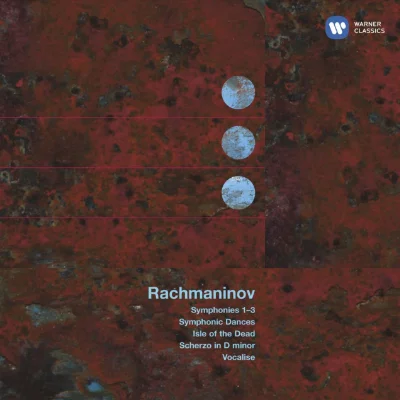 WARNER
CLASSICS
Rachmaninov
Symphonies 1–3
Symphonic Dances
Isle of the Dead
Scherzo in D minor
Vocalise